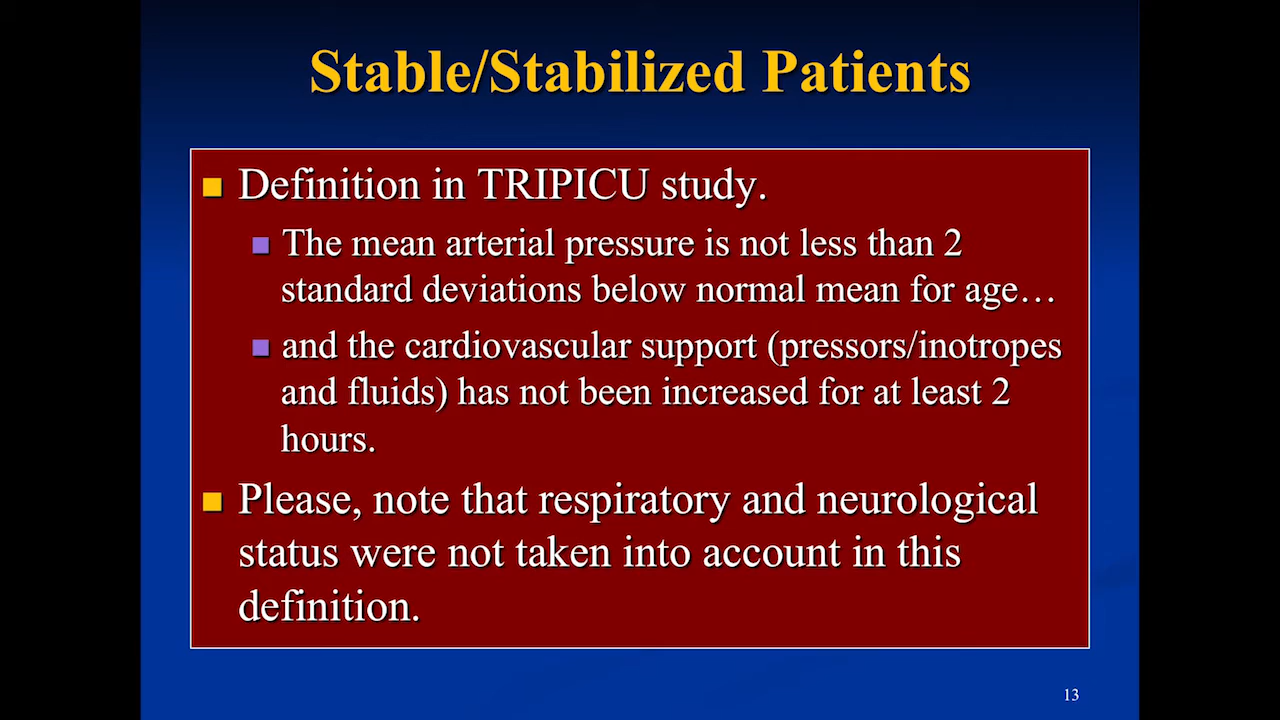 Stable/Stabilized Patients
Definition in TRIPICU study.
The mean arterial pressure is not less than 2
standard deviations below normal mean for age…
and the cardiovascular support (pressors/inotropes
and fluids) has not been increased for at least 2
hours.
Please, note that respiratory and neurological
status were not taken into account in this
definition.
13